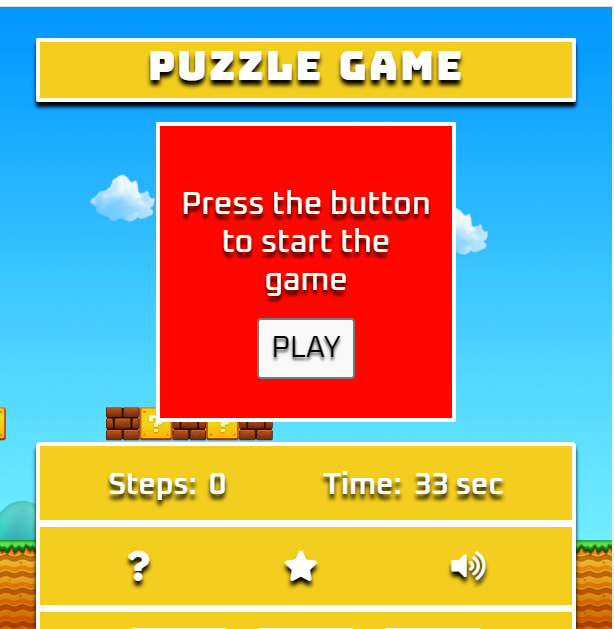 PUZZLE GAME
Press the button
to start the
game
PLAY
Steps: 0 Time: 33 sec
?